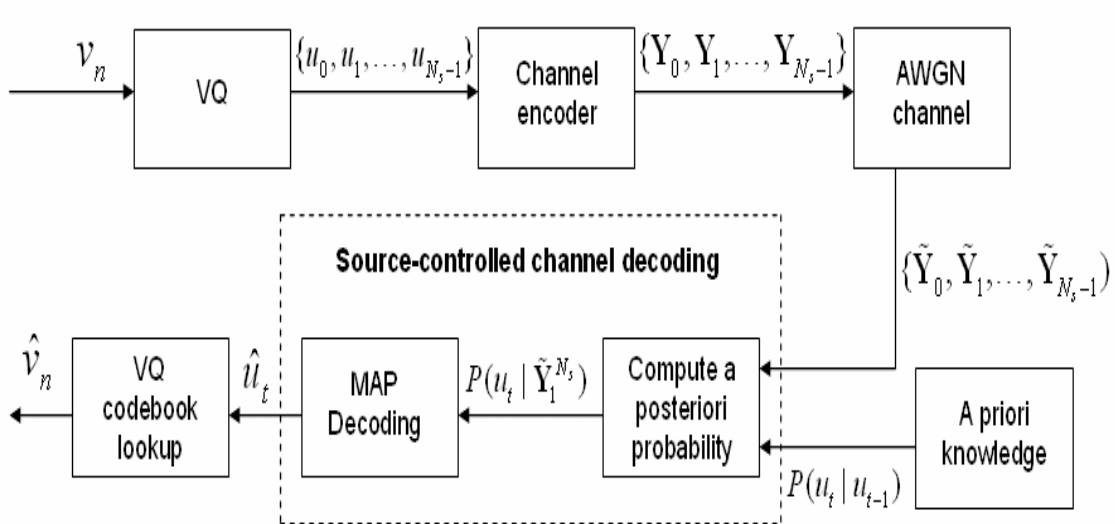 v_n
VQ
{u_0, u_1, ..., u_{N_s-1}}
Channel
encoder
{Y_0, Y_1, ..., Y_{N_s-1}}
AWGN
channel
{Ỹ_0, Ỹ_1, ..., Ỹ_{N_s-1})
Source-controlled channel decoding
v̂_n
VQ
codebook
lookup
û_t
MAP
Decoding
P(u_t | Ỹ_1^{N_s})
Compute a
posteriori
probability
A priori
knowledge
P(u_t | u_{t-1})